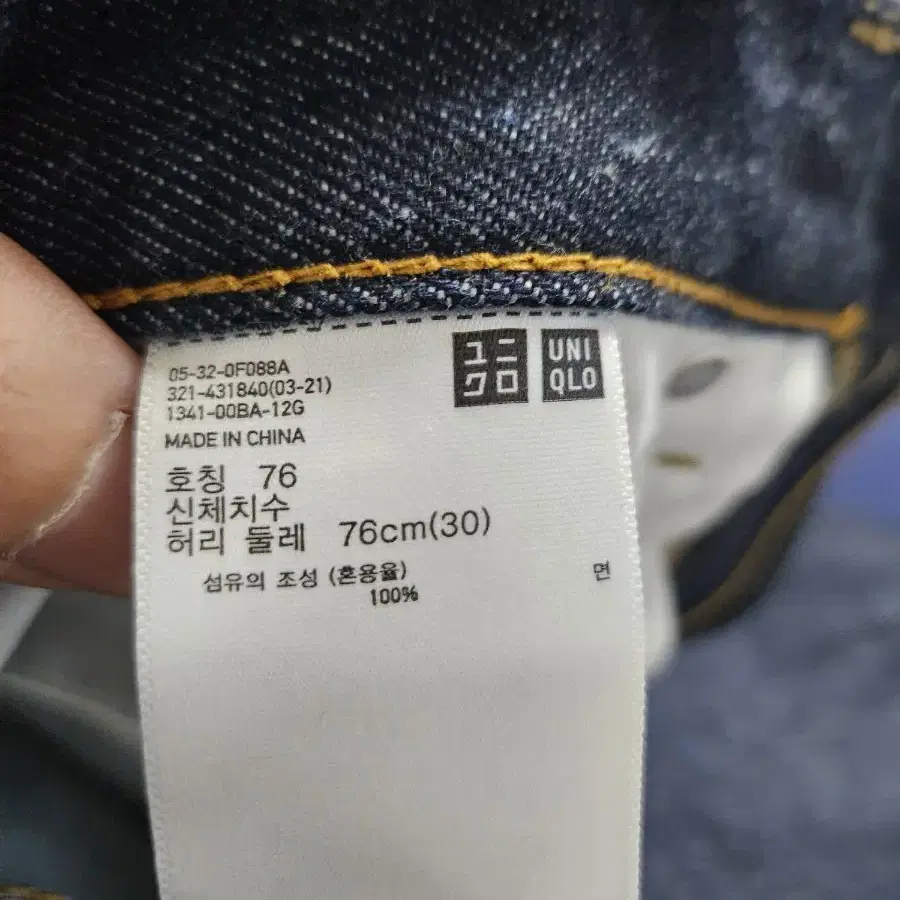 05-32-0F088A
321-431840(03-21)
1341-00BA-12G
MADE IN CHINA
ユニ
クロ
UNI
QLO
호칭 76
신체치수
허리 둘레 76cm(30)
섬유의 조성 (혼용율) 면
100%